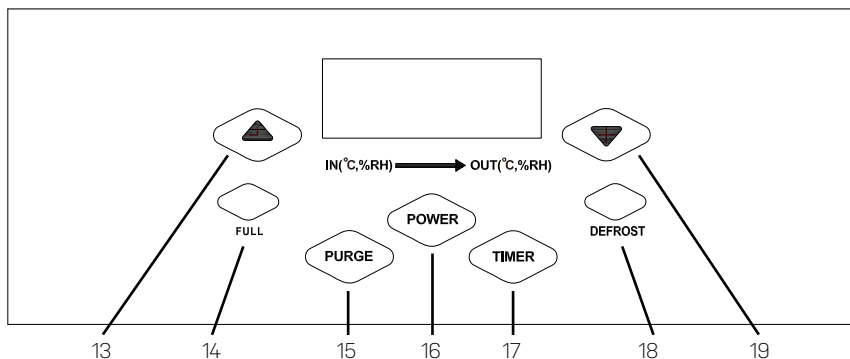 IN(℃,%RH) OUT(℃,%RH)
FULL
POWER
DEFROST
PURGE
TIMER
13 14 15 16 17 18 19